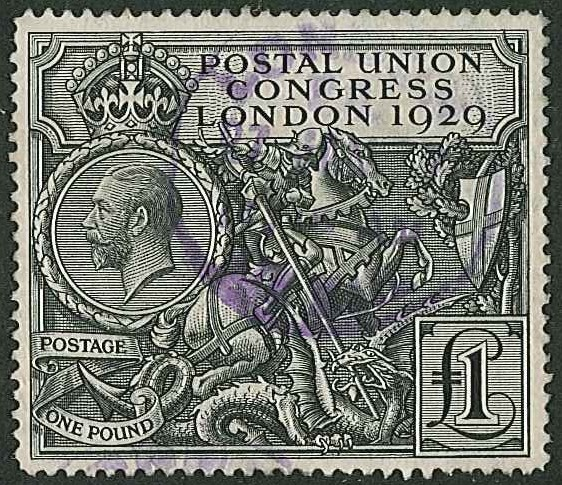 POSTAL UNION
CONGRESS
LONDON 1929
POSTAGE
ONE POUND
£1